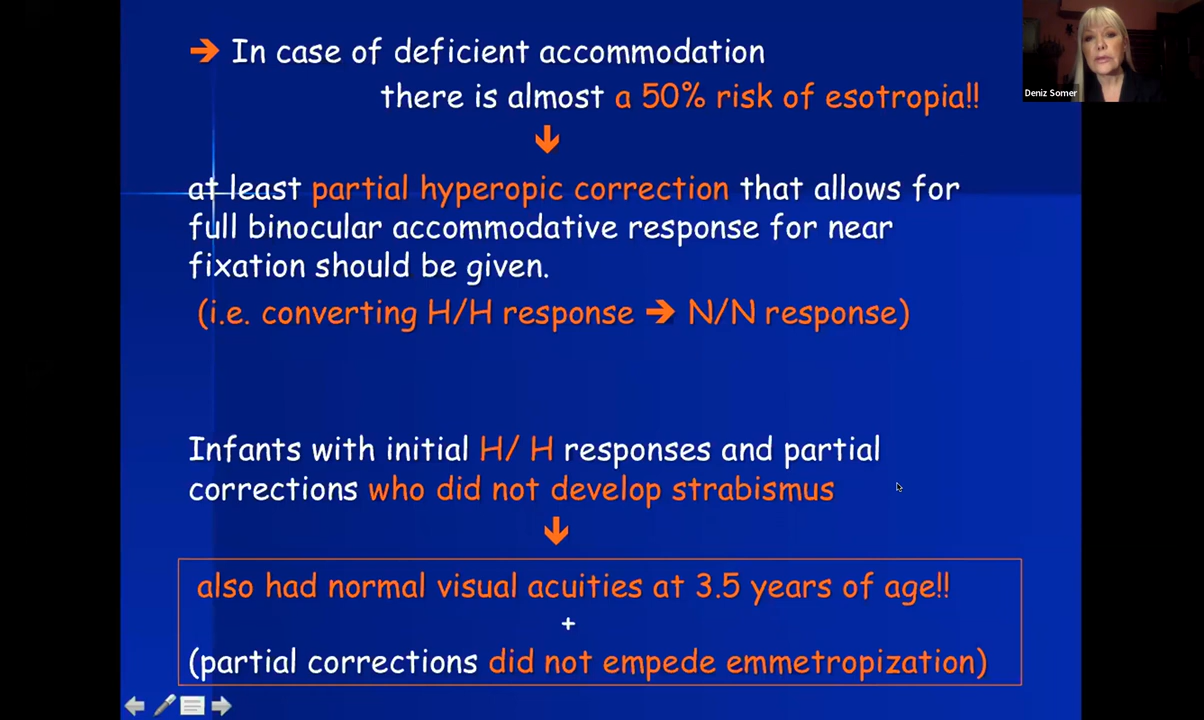 ➔ In case of deficient accommodation
there is almost a 50% risk of esotropia!!
at least partial hyperopic correction that allows for
full binocular accommodative response for near
fixation should be given.
(i.e. converting H/H response ➔ N/N response)
Infants with initial H/ H responses and partial
corrections who did not develop strabismus
also had normal visual acuities at 3.5 years of age!!
+
(partial corrections did not empede emmetropization)
Deniz Somer